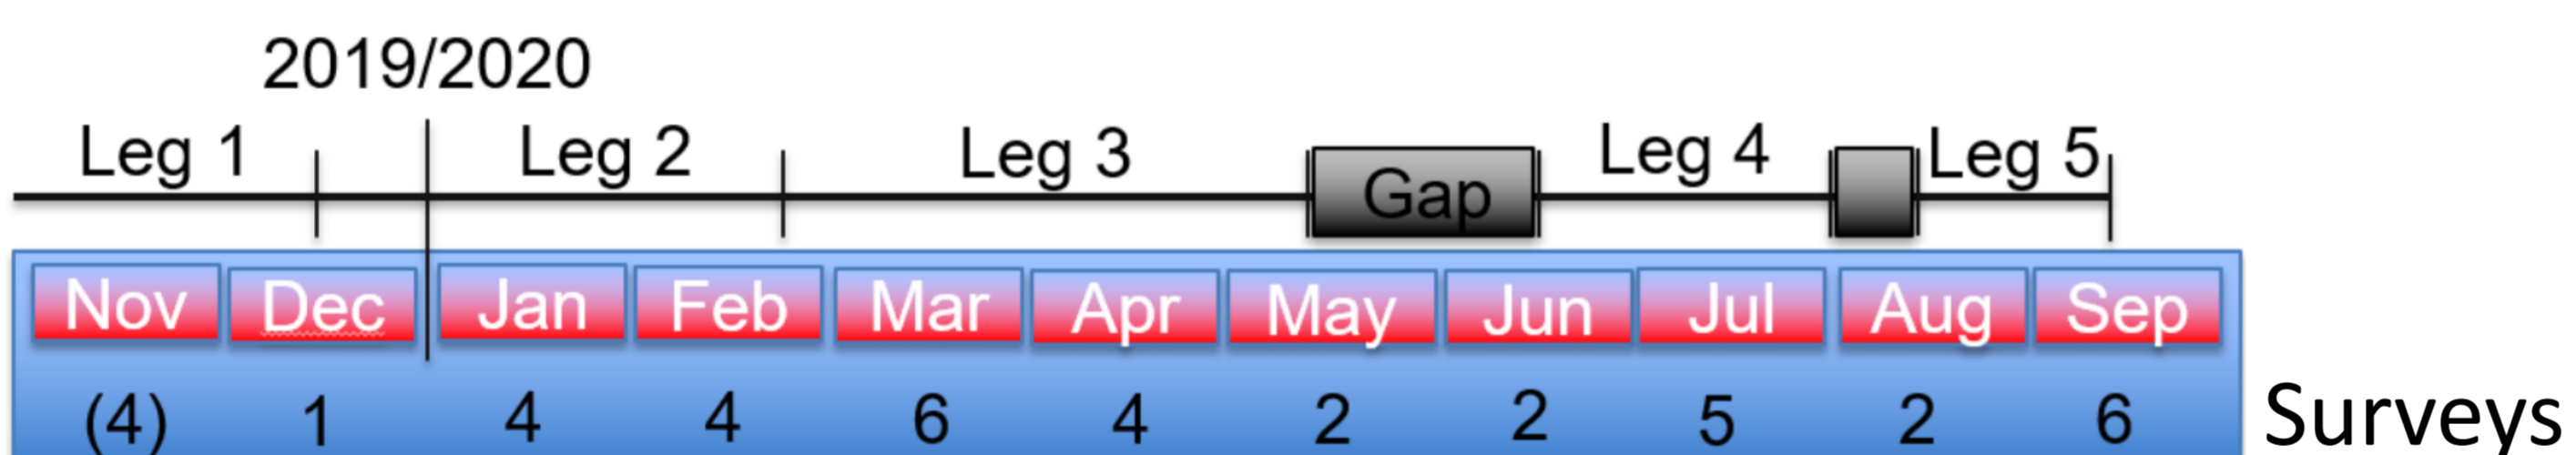 2019/2020
Leg 1 Leg 2 Leg 3 Gap Leg 4 Leg 5
Nov Dec Jan Feb Mar Apr May Jun Jul Aug Sep
(4) 1 4 4 6 4 2 2 5 2 6 Surveys